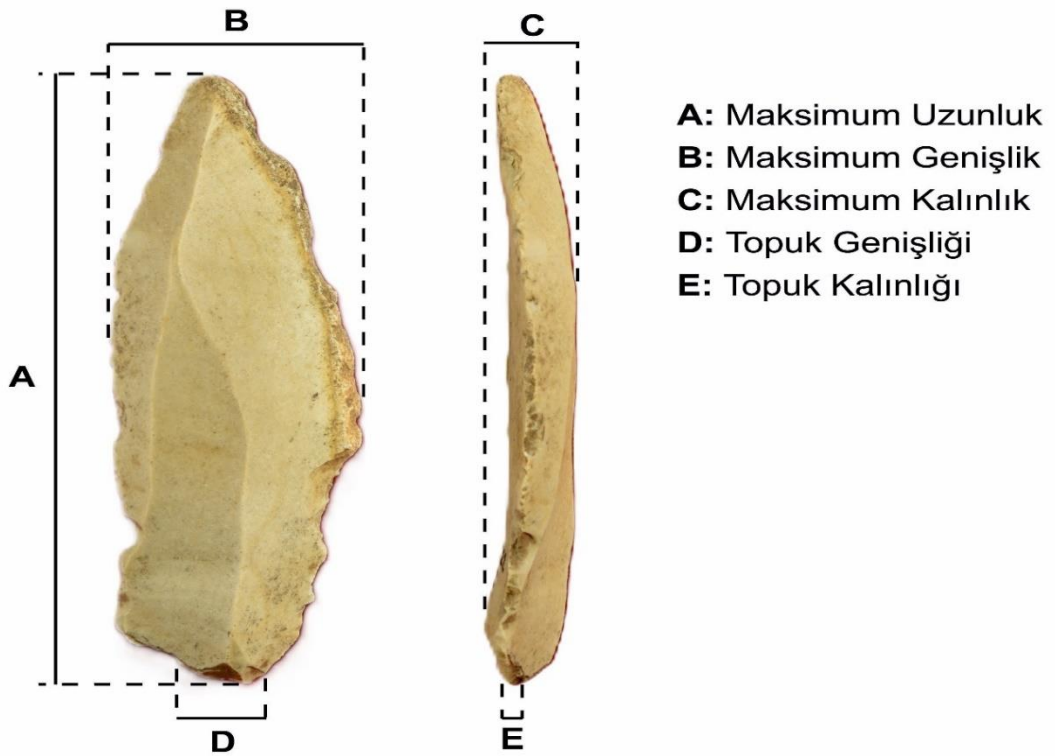 B
C
A: Maksimum Uzunluk
B: Maksimum Genişlik
C: Maksimum Kalınlık
D: Topuk Genişliği
E: Topuk Kalınlığı
A
D
E